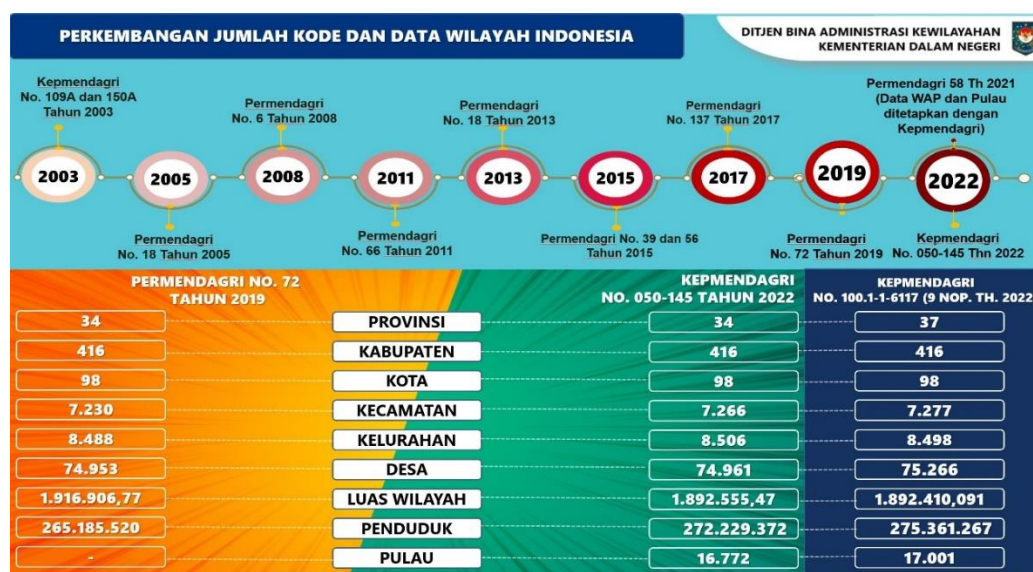 PERKEMBANGAN JUMLAH KODE DAN DATA WILAYAH INDONESIA
DITJEN BINA ADMINISTRASI KEWILAYAHAN
KEMENTERIAN DALAM NEGERI
Kepmendagri
No. 109A dan 150A
Tahun 2003
Permendagri
No. 6 Tahun 2008
Permendagri
No. 18 Tahun 2013
Permendagri
No. 137 Tahun 2017
Permendagri 58 Th 2021
(Data WAP dan Pulau
ditetapkan dengan
Kepmendagri)
2003
2005
2008
2011
2013
2015
2017
2019
2022
Permendagri
No. 18 Tahun 2005
Permendagri
No. 66 Tahun 2011
Permendagri No. 39 dan 56
Tahun 2015
Permendagri
No. 72 Tahun 2019
Kepmendagri
No. 050-145 Thn 2022
PERMENDAGRI NO. 72
TAHUN 2019
KEPMENDAGRI
NO. 050-145 TAHUN 2022
KEPMENDAGRI
NO. 100.1-1-6117 (9 NOP. TH. 2022)
34 PROVINSI 34 37
416 KABUPATEN 416 416
98 KOTA 98 98
7.230 KECAMATAN 7.266 7.277
8.488 KELURAHAN 8.506 8.498
74.953 DESA 74.961 75.266
1.916.906,77 LUAS WILAYAH 1.892.555,47 1.892.410,091
265.185.520 PENDUDUK 272.229.372 275.361.267
- PULAU 16.772 17.001